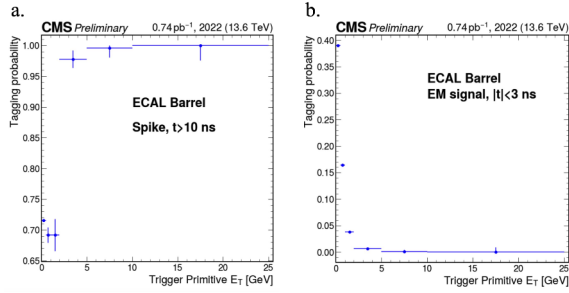 a.
CMS Preliminary 0.74 pb⁻¹, 2022 (13.6 TeV)
Tagging probability
1.00
0.95
0.90
0.85
0.80
0.75
0.70
0.65
ECAL Barrel
Spike, t>10 ns
0 5 10 15 20 25
Trigger Primitive E_T [GeV]
b.
CMS Preliminary 0.74 pb⁻¹, 2022 (13.6 TeV)
Tagging probability
0.40
0.35
0.30
0.25
0.20
0.15
0.10
0.05
0.00
ECAL Barrel
EM signal, |t|<3 ns
0 5 10 15 20 25
Trigger Primitive E_T [GeV]